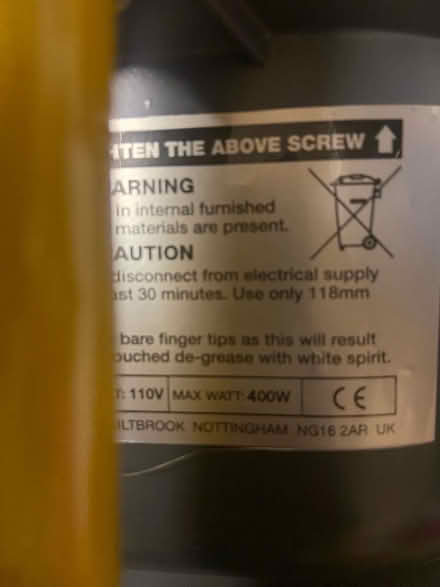 HTEN THE ABOVE SCREW
ARNING
In internal furnished
materials are present.
AUTION
disconnect from electrical supply
ast 30 minutes. Use only 118mm
bare finger tips as this will result
ouched de-grease with white spirit.
T: 110V MAX WATT: 400W CE
ILTBROOK NOTTINGHAM NG16 2AR UK